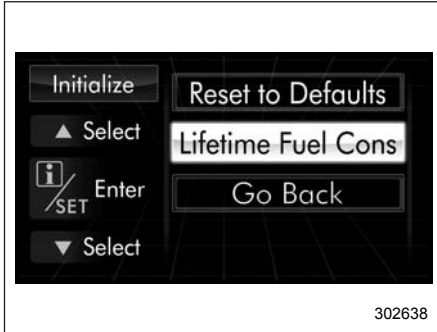 Initialize
▲ Select
i/SET Enter
▼ Select
Reset to Defaults
Lifetime Fuel Cons
Go Back
302638